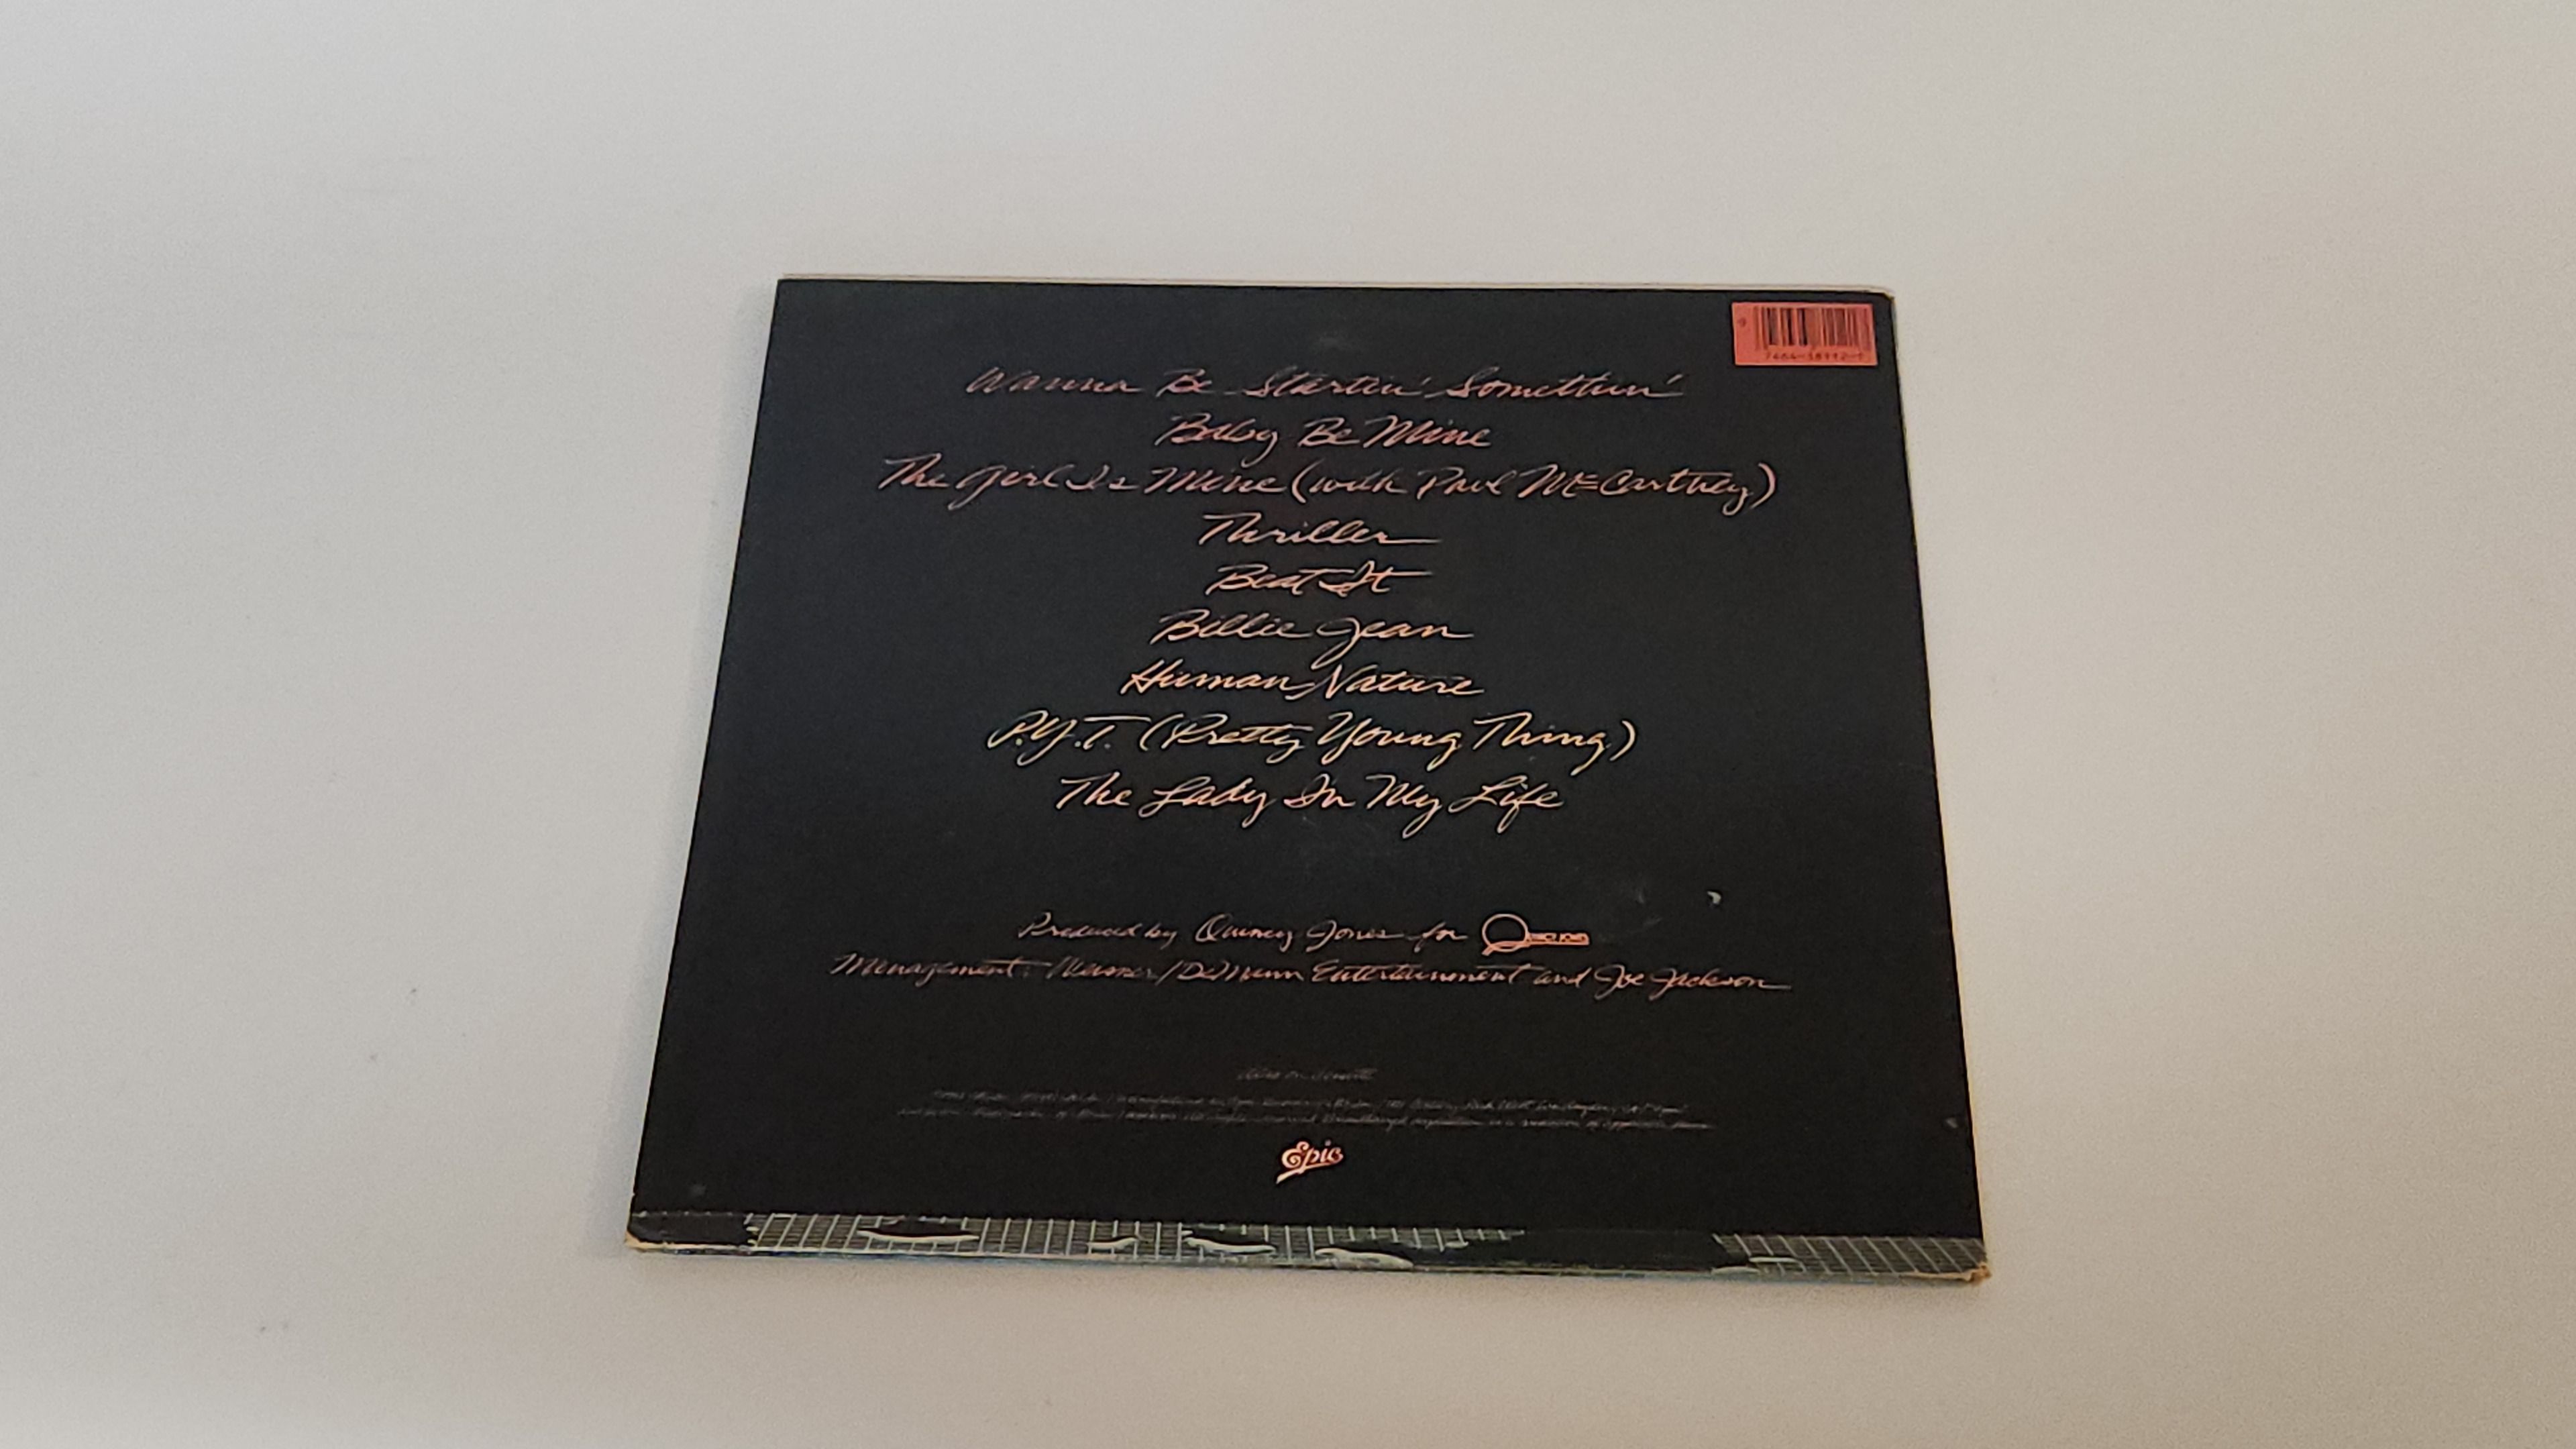 Wanna Be Startin' Somethin'
Baby Be Mine
The Girl Is Mine (with Paul McCartney)
Thriller
Beat It
Billie Jean
Human Nature
P.Y.T. (Pretty Young Thing)
The Lady In My Life
Produced by Quincy Jones for QUINCY JONES
Management: Weisner/DeMann Entertainment and Joe Jackson
Epic